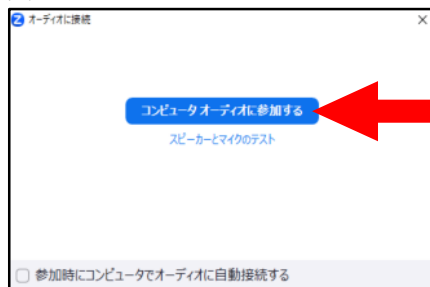 オーディオに接続
コンピュータ オーディオに参加する
スピーカーとマイクのテスト
参加時にコンピュータでオーディオに自動接続する